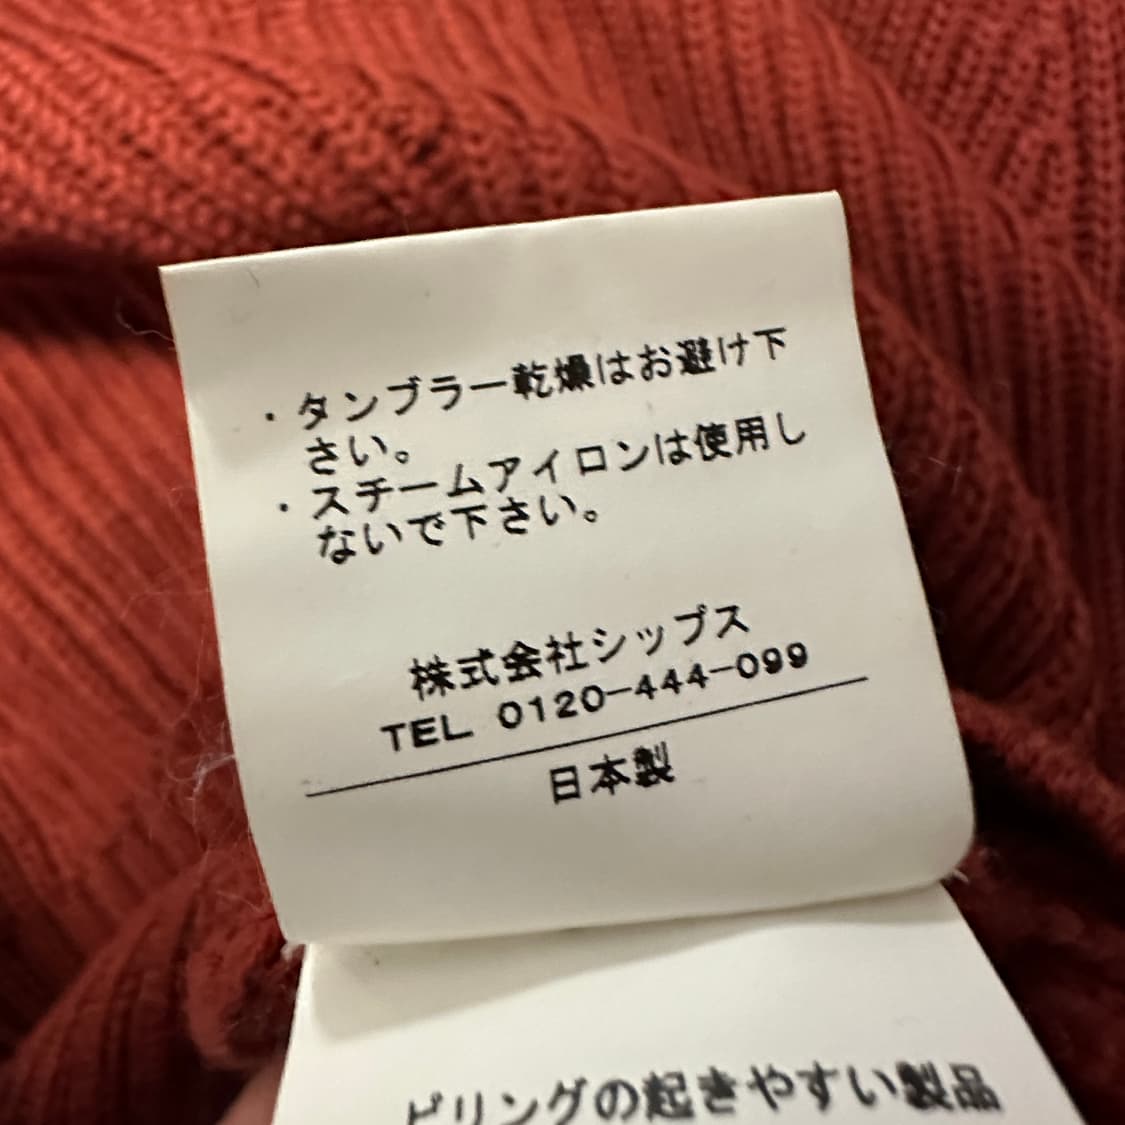 ・タンブラー乾燥はお避け下
さい。
・スチームアイロンは使用し
ないで下さい。
株式会社シップス
TEL 0120-444-099
日本製
ピリングの起きやすい製品